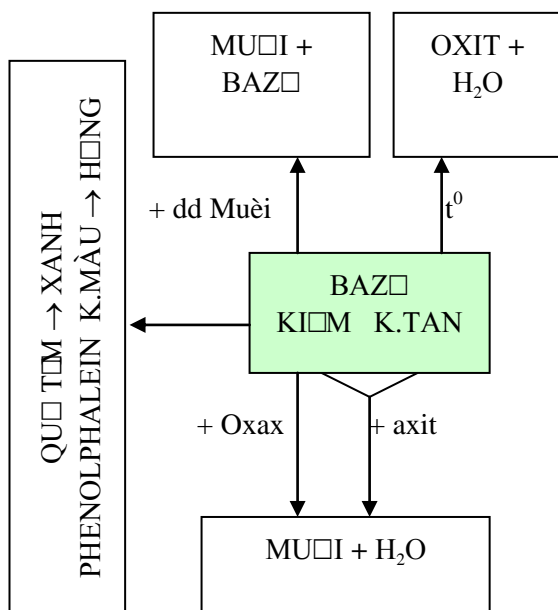 MU□I +
BAZ□
OXIT +
H₂O
QU□ T□M → XANH
PHENOLPHALEIN K.MÀU → H□NG
+ dd Muèi
t⁰
BAZ□
KI□M K.TAN
+ Oxax
+ axit
MU□I + H₂O